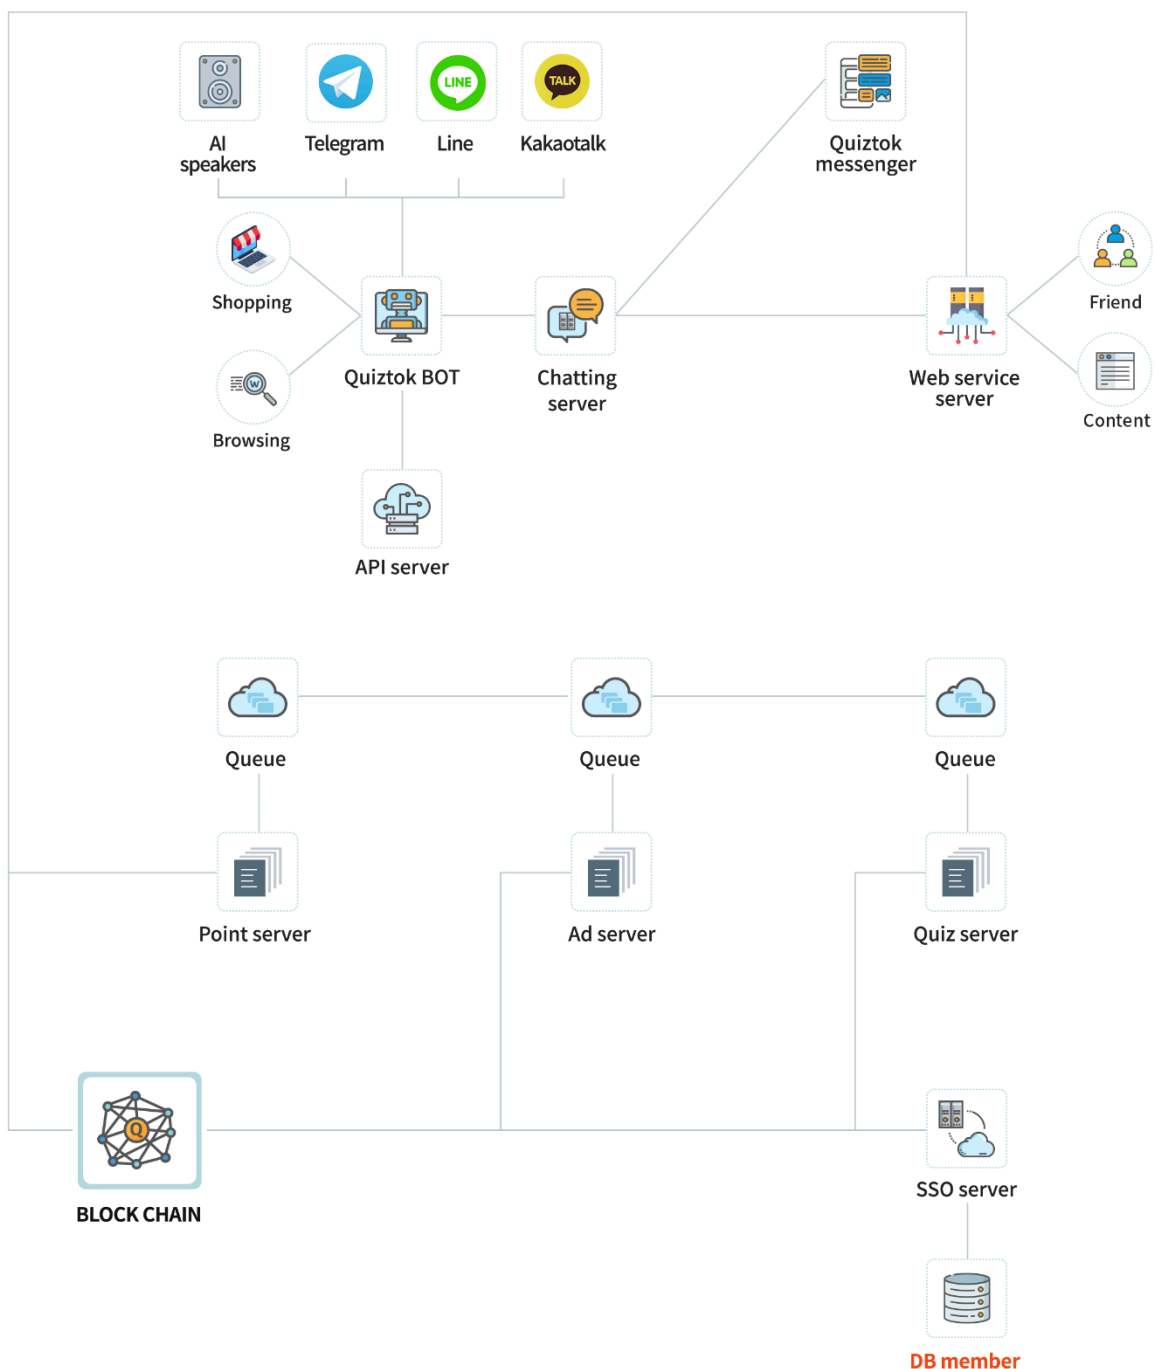 LINE
TALK
AI
speakers
Telegram
Line
Kakaotalk
Quiztok
messenger
Shopping
Friend
Quiztok BOT
Chatting
server
Web service
server
W
Browsing
Content
API server
Queue
Queue
Queue
Point server
Ad server
Quiz server
Q
BLOCK CHAIN
SSO server
DB member